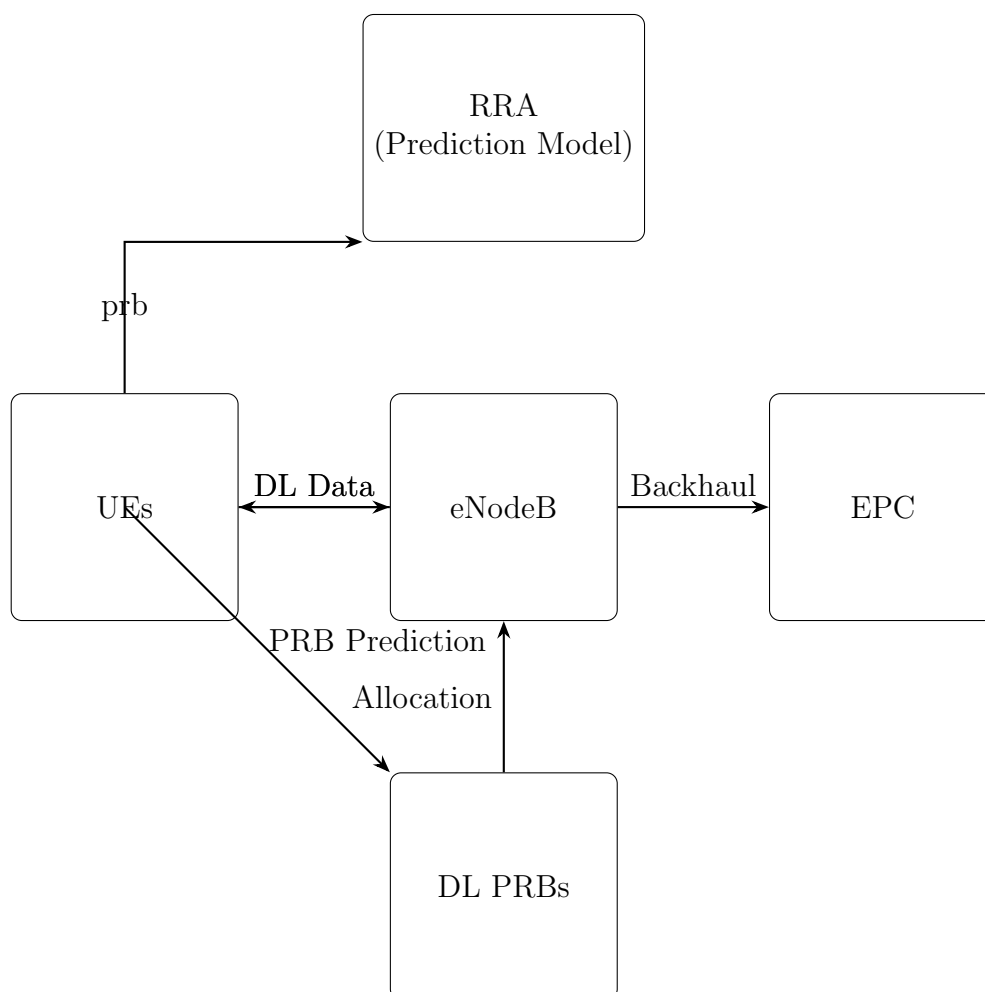 RRA
(Prediction Model)
prb
UEs
DL Data
eNodeB
Backhaul
EPC
PRB Prediction
Allocation
DL PRBs